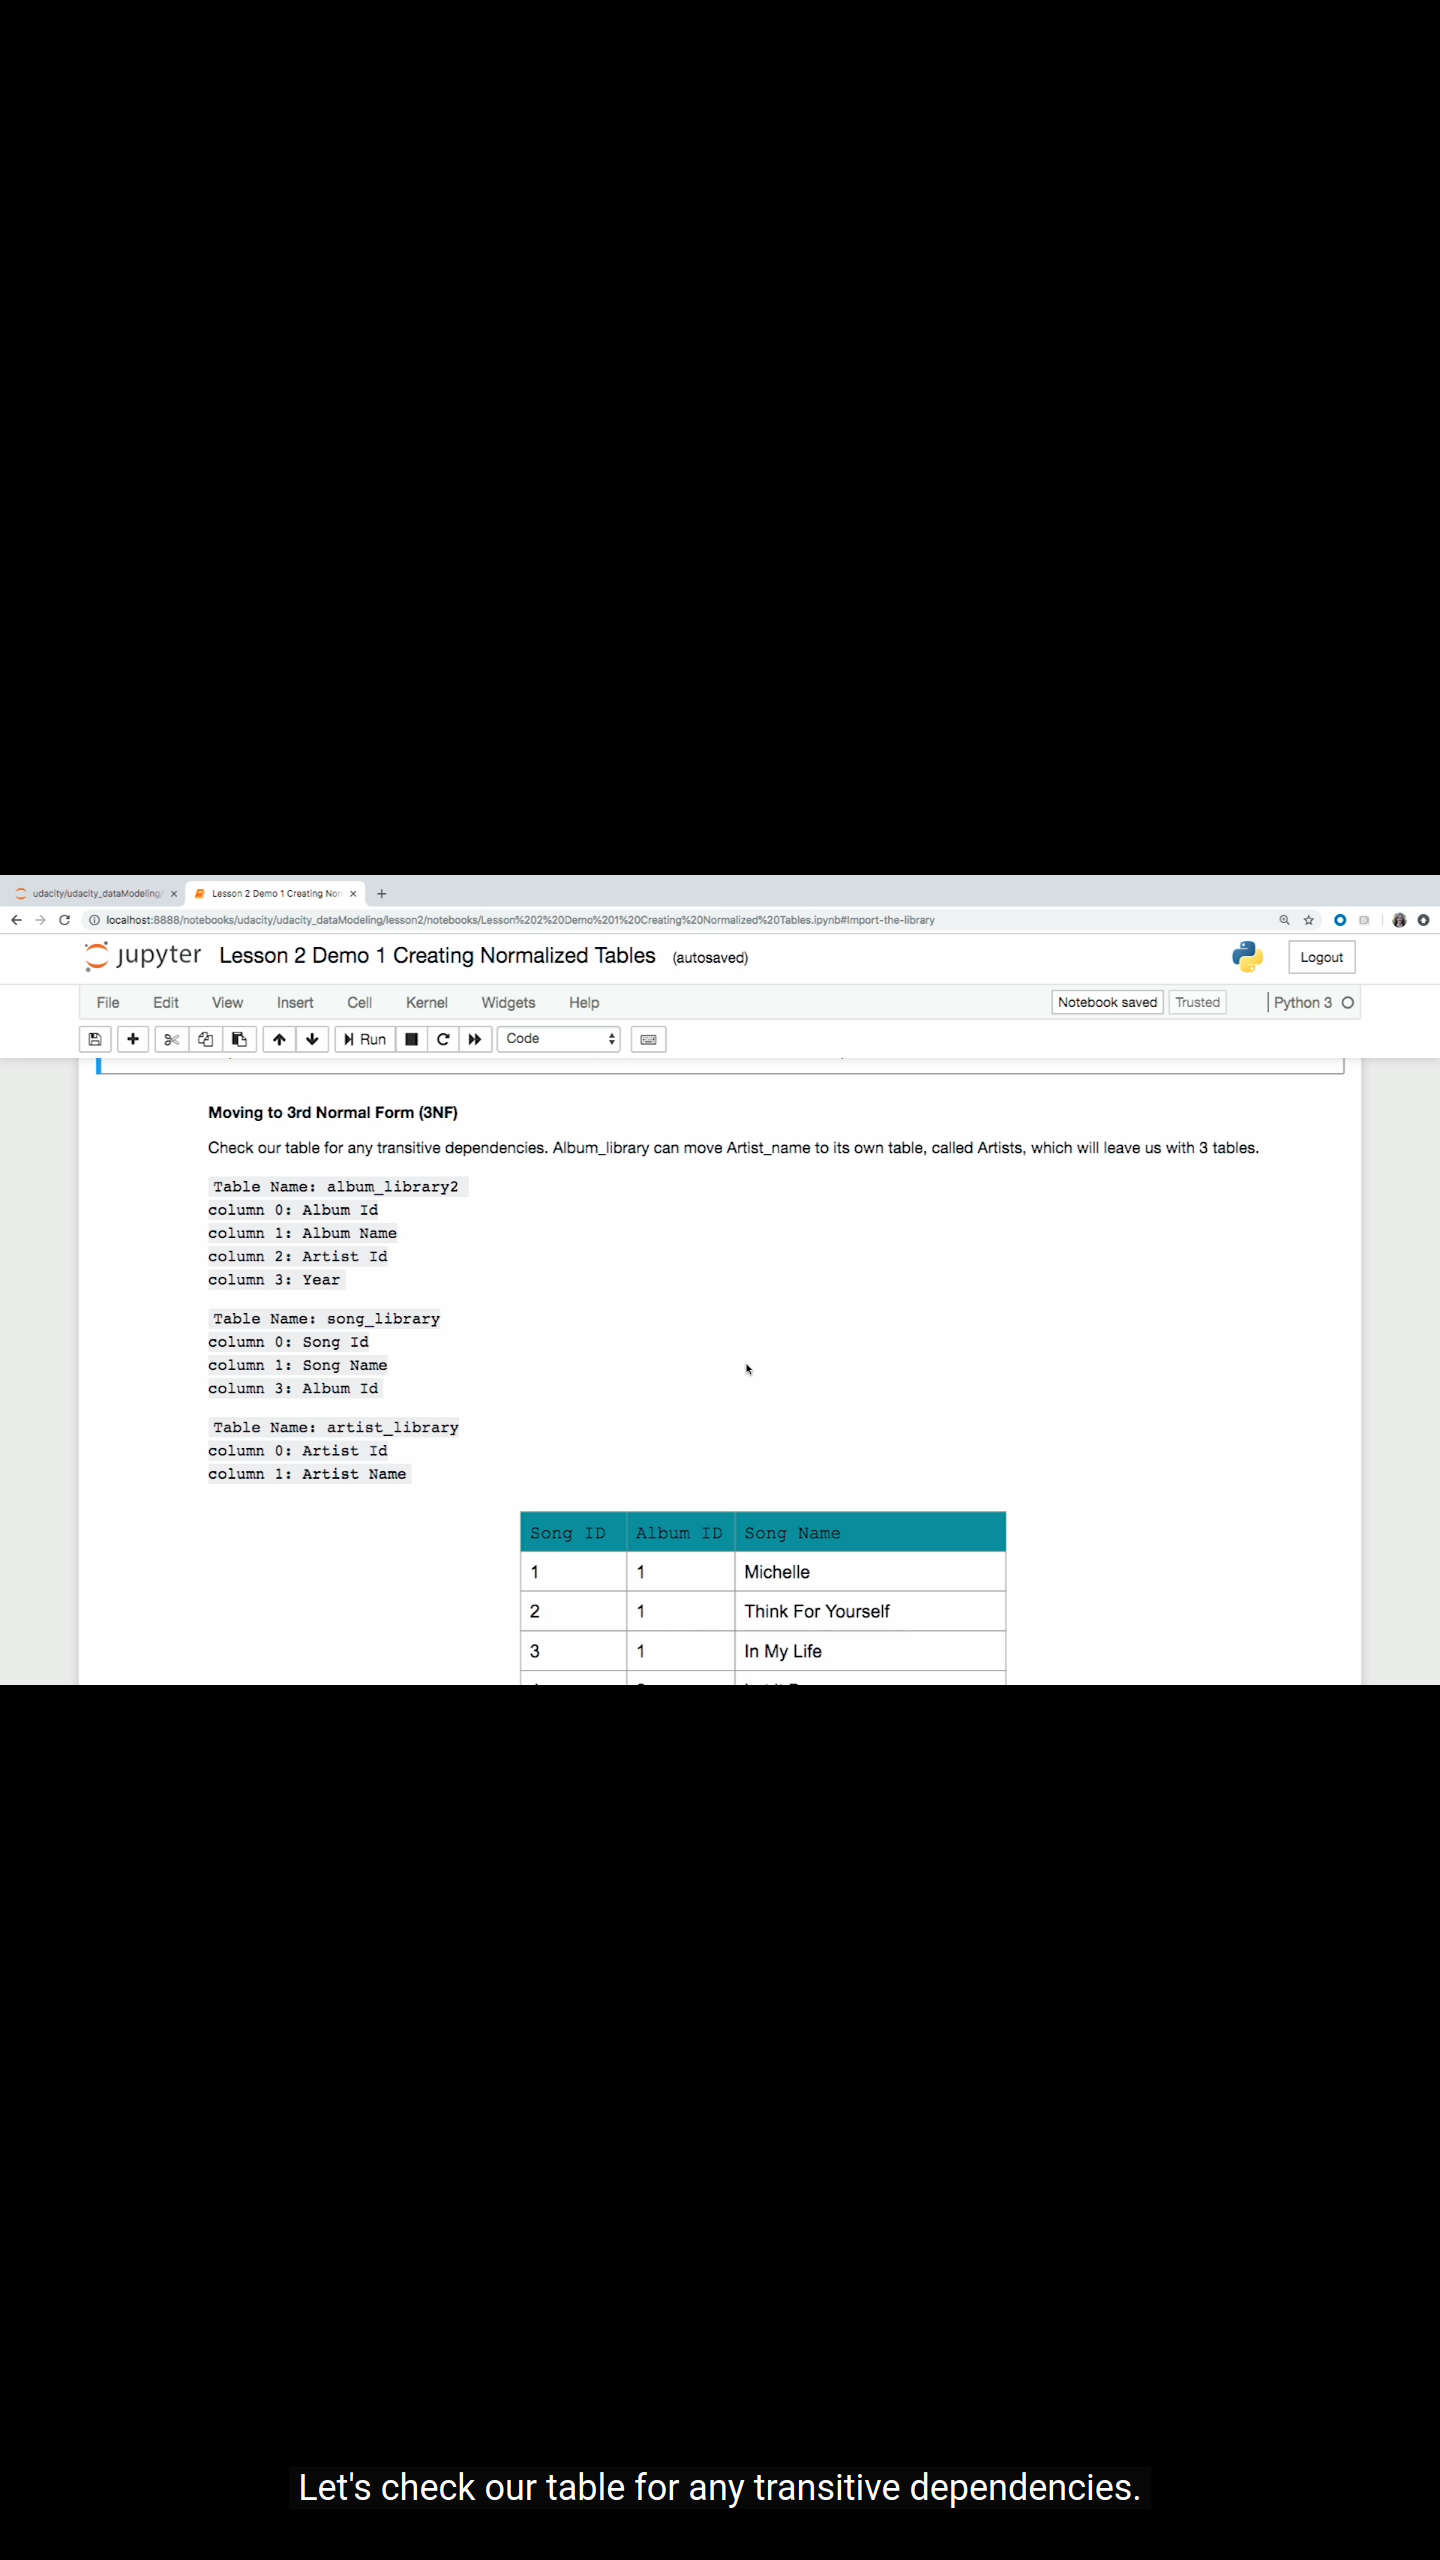 udacity/udacity_dataModeling/
Lesson 2 Demo 1 Creating Nor
localhost:8888/notebooks/udacity/udacity_dataModeling/lesson2/notebooks/Lesson%202%20Demo%201%20Creating%20Normalized%20Tables.ipynb#Import-the-library
jupyter Lesson 2 Demo 1 Creating Normalized Tables (autosaved)
Logout
File Edit View Insert Cell Kernel Widgets Help
Notebook saved Trusted Python 3
Run Code
Moving to 3rd Normal Form (3NF)
Check our table for any transitive dependencies. Album_library can move Artist_name to its own table, called Artists, which will leave us with 3 tables.
Table Name: album_library2
column 0: Album Id
column 1: Album Name
column 2: Artist Id
column 3: Year
Table Name: song_library
column 0: Song Id
column 1: Song Name
column 3: Album Id
Table Name: artist_library
column 0: Artist Id
column 1: Artist Name
Song ID Album ID Song Name
1 1 Michelle
2 1 Think For Yourself
3 1 In My Life
Let's check our table for any transitive dependencies.